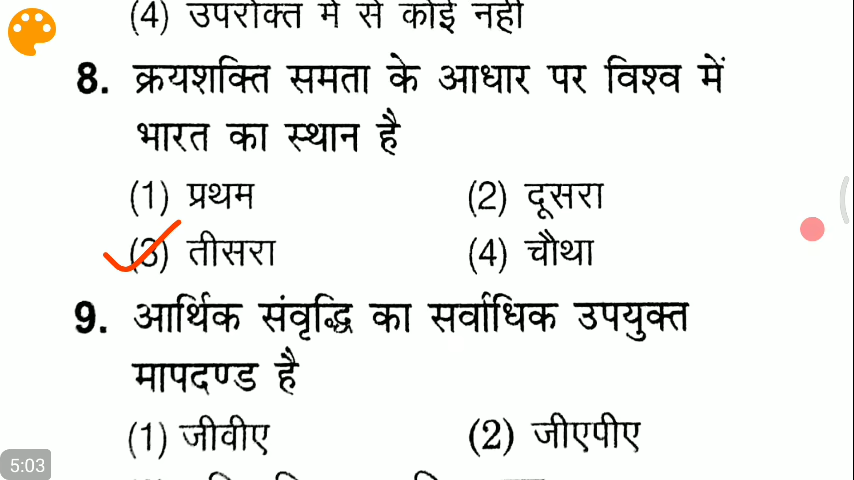 (4) उपरोक्त में से कोई नहीं
8. क्रयशक्ति समता के आधार पर विश्व में
भारत का स्थान है
(1) प्रथम (2) दूसरा
(3) तीसरा (4) चौथा
9. आर्थिक संवृद्धि का सर्वाधिक उपयुक्त
मापदण्ड है
(1) जीवीए (2) जीएपीए
5:03